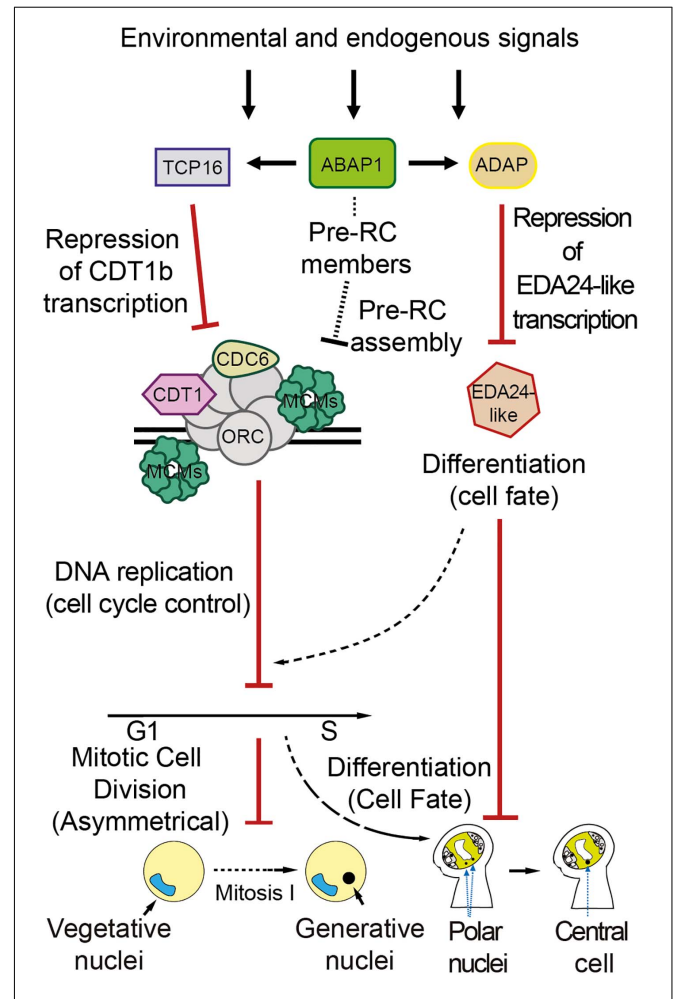 Environmental and endogenous signals
TCP16
ABAP1
ADAP
Repression
of CDT1b
transcription
Pre-RC
members
Pre-RC
assembly
Repression
of
EDA24-like
transcription
CDC6
CDT1
MCMs
ORC
MCMs
EDA24-
like
Differentiation
(cell fate)
DNA replication
(cell cycle control)
G1
S
Mitotic Cell
Division
(Asymmetrical)
Differentiation
(Cell Fate)
Mitosis I
Vegetative
nuclei
Generative
nuclei
Polar
nuclei
Central
cell